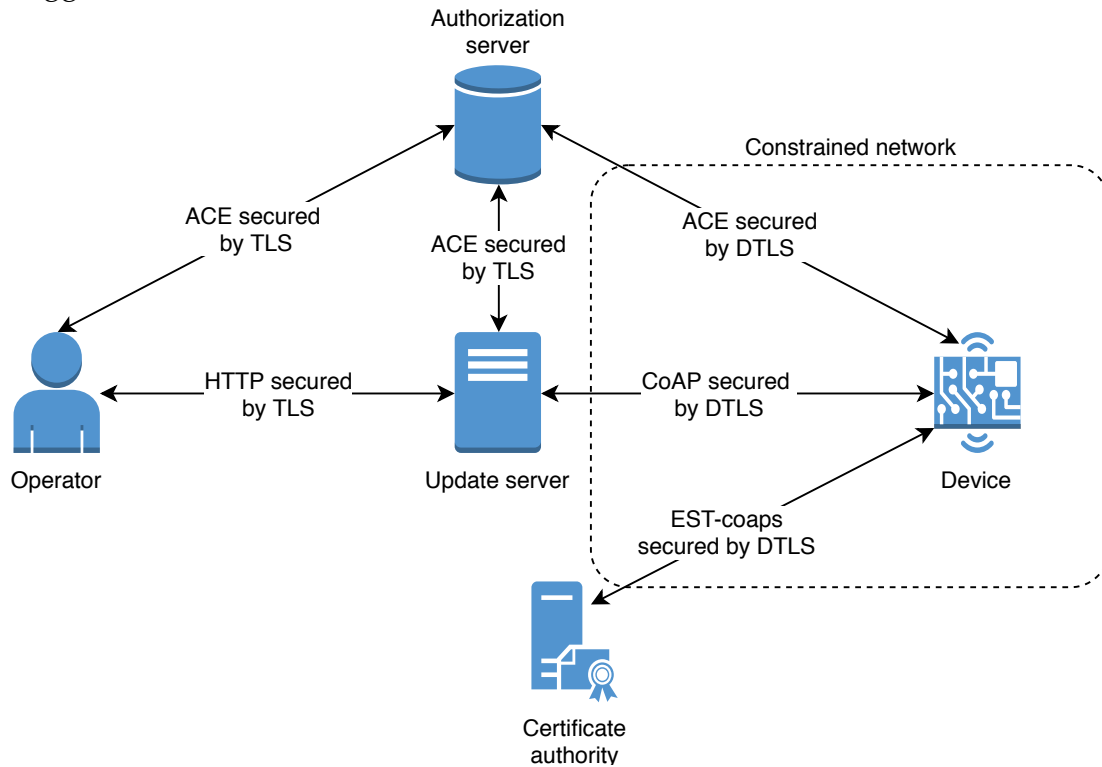 Authorization
server
Constrained network
ACE secured
by TLS
ACE secured
by TLS
ACE secured
by DTLS
HTTP secured
by TLS
CoAP secured
by DTLS
Operator
Update server
Device
EST-coaps
secured by DTLS
Certificate
authority